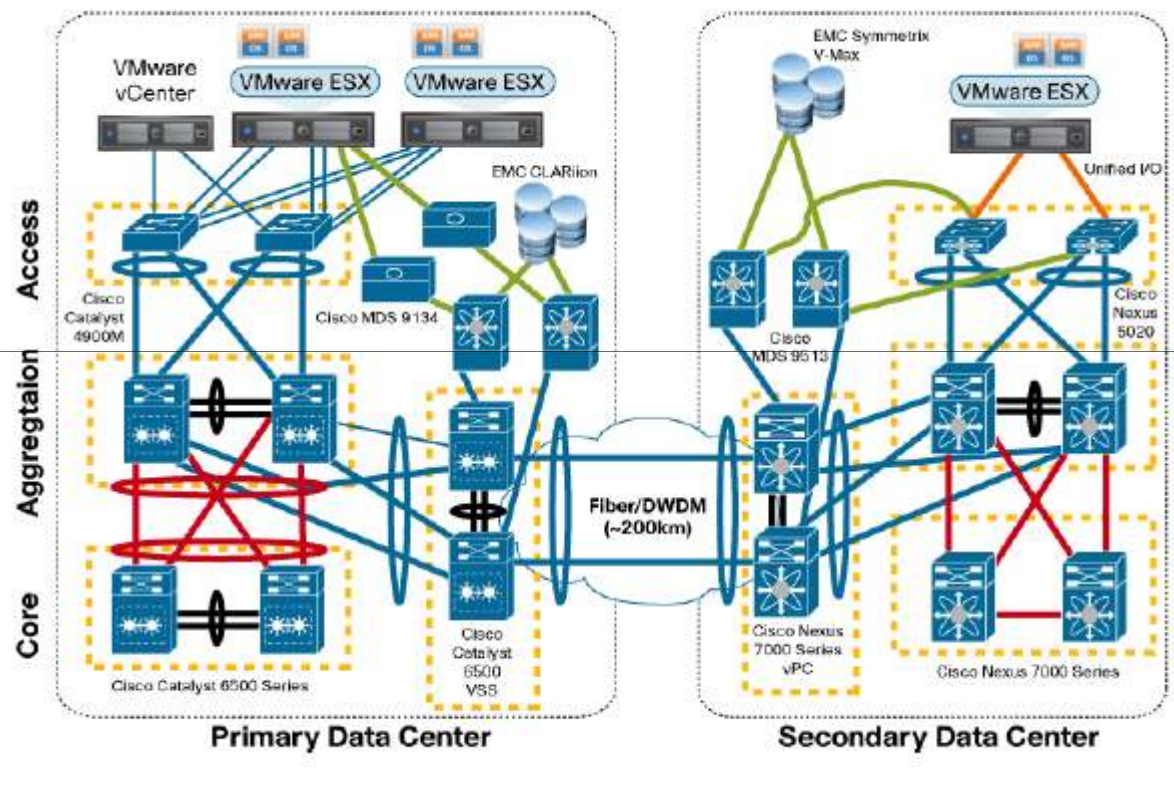 EMC Symmetrix
V-Max
VMware
vCenter
VMware ESX
VMware ESX
VMware ESX
EMC CLARiion
Unified I/O
Access
Cisco
Catalyst
4900M
Cisco MDS 9134
Cisco
MDS 9513
Cisco
Nexus
5020
Aggregtaion
Fiber/DWDM
(~200km)
Core
Cisco
Catalyst
6500
VSS
Cisco Nexus
7000 Series
vPC
Cisco Catalyst 6500 Series
Cisco Nexus 7000 Series
Primary Data Center
Secondary Data Center